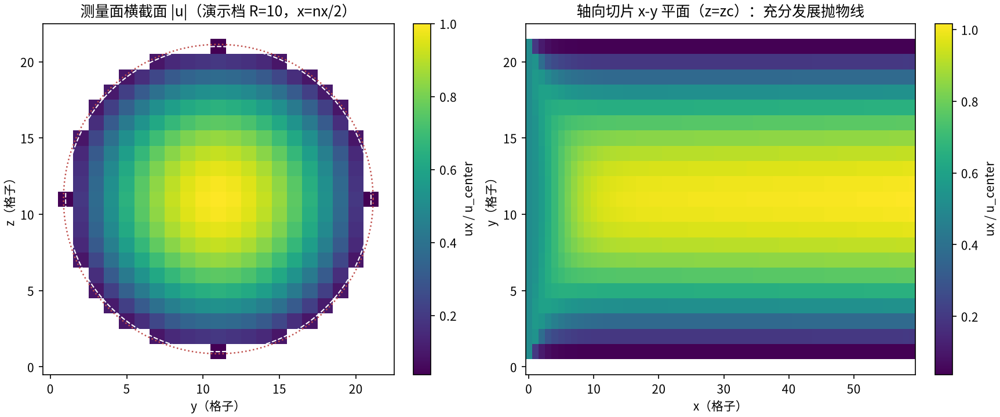 测量面横截面 |u|（演示档 R=10，x=nx/2）
20
15
10
5
0
z（格子）
0 5 10 15 20
y（格子）
1.0
0.8
0.6
0.4
0.2
ux / u_center
轴向切片 x-y 平面（z=zc）：充分发展抛物线
20
15
10
5
0
y（格子）
0 10 20 30 40 50
x（格子）
1.0
0.8
0.6
0.4
0.2
ux / u_center